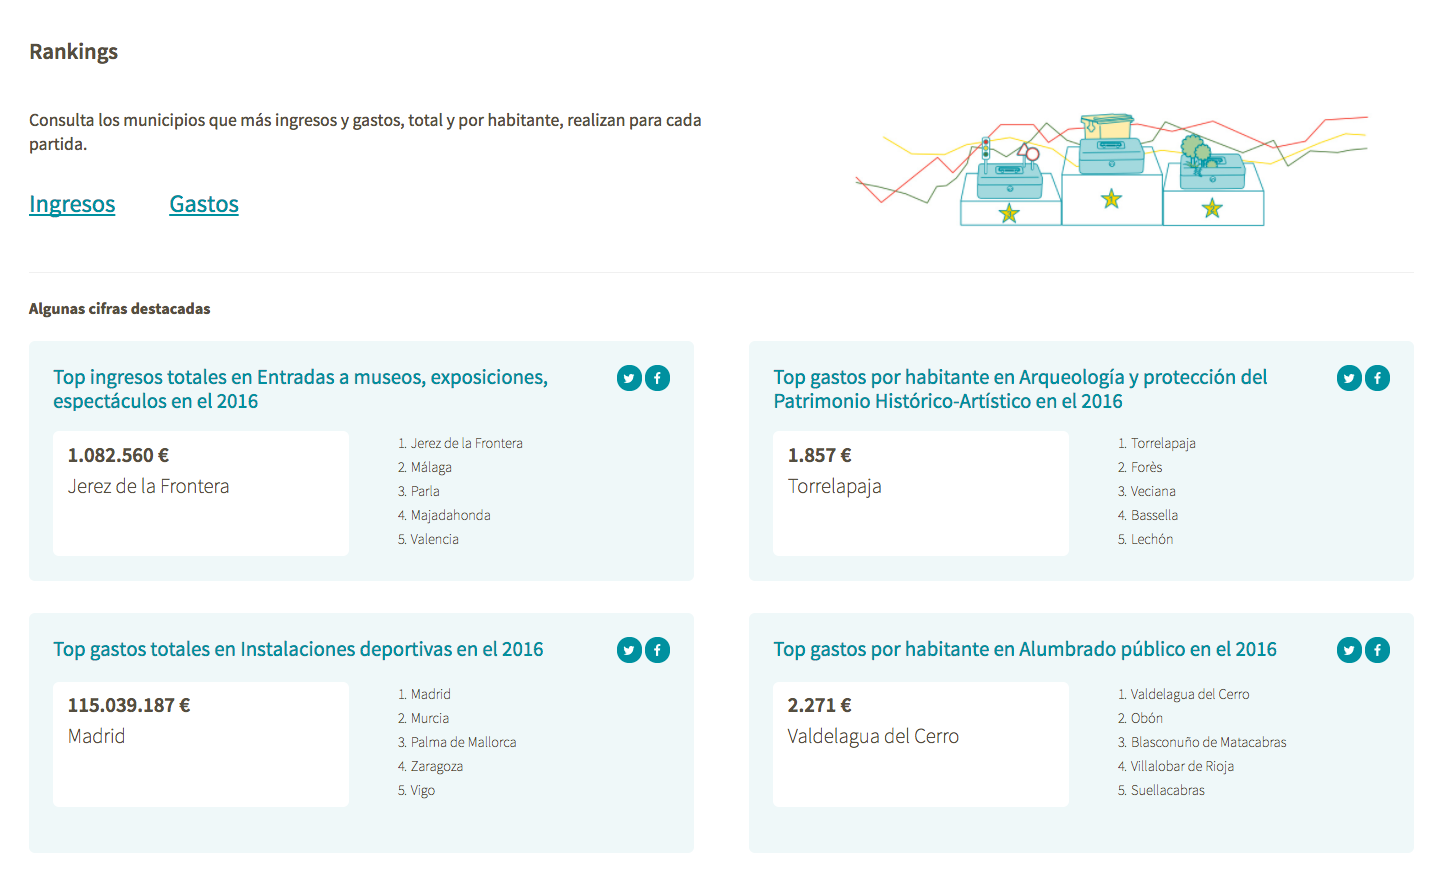 Rankings
Consulta los municipios que más ingresos y gastos, total y por habitante, realizan para cada
partida.
Ingresos Gastos
Algunas cifras destacadas
Top ingresos totales en Entradas a museos, exposiciones,
espectáculos en el 2016
1.082.560 €
Jerez de la Frontera
1. Jerez de la Frontera
2. Málaga
3. Parla
4. Majadahonda
5. Valencia
Top gastos por habitante en Arqueología y protección del
Patrimonio Histórico-Artístico en el 2016
1.857 €
Torrelapaja
1. Torrelapaja
2. Forès
3. Veciana
4. Bassella
5. Lechón
Top gastos totales en Instalaciones deportivas en el 2016
115.039.187 €
Madrid
1. Madrid
2. Murcia
3. Palma de Mallorca
4. Zaragoza
5. Vigo
Top gastos por habitante en Alumbrado público en el 2016
2.271 €
Valdelagua del Cerro
1. Valdelagua del Cerro
2. Obón
3. Blasconuño de Matacabras
4. Villalobar de Rioja
5. Suellacabras